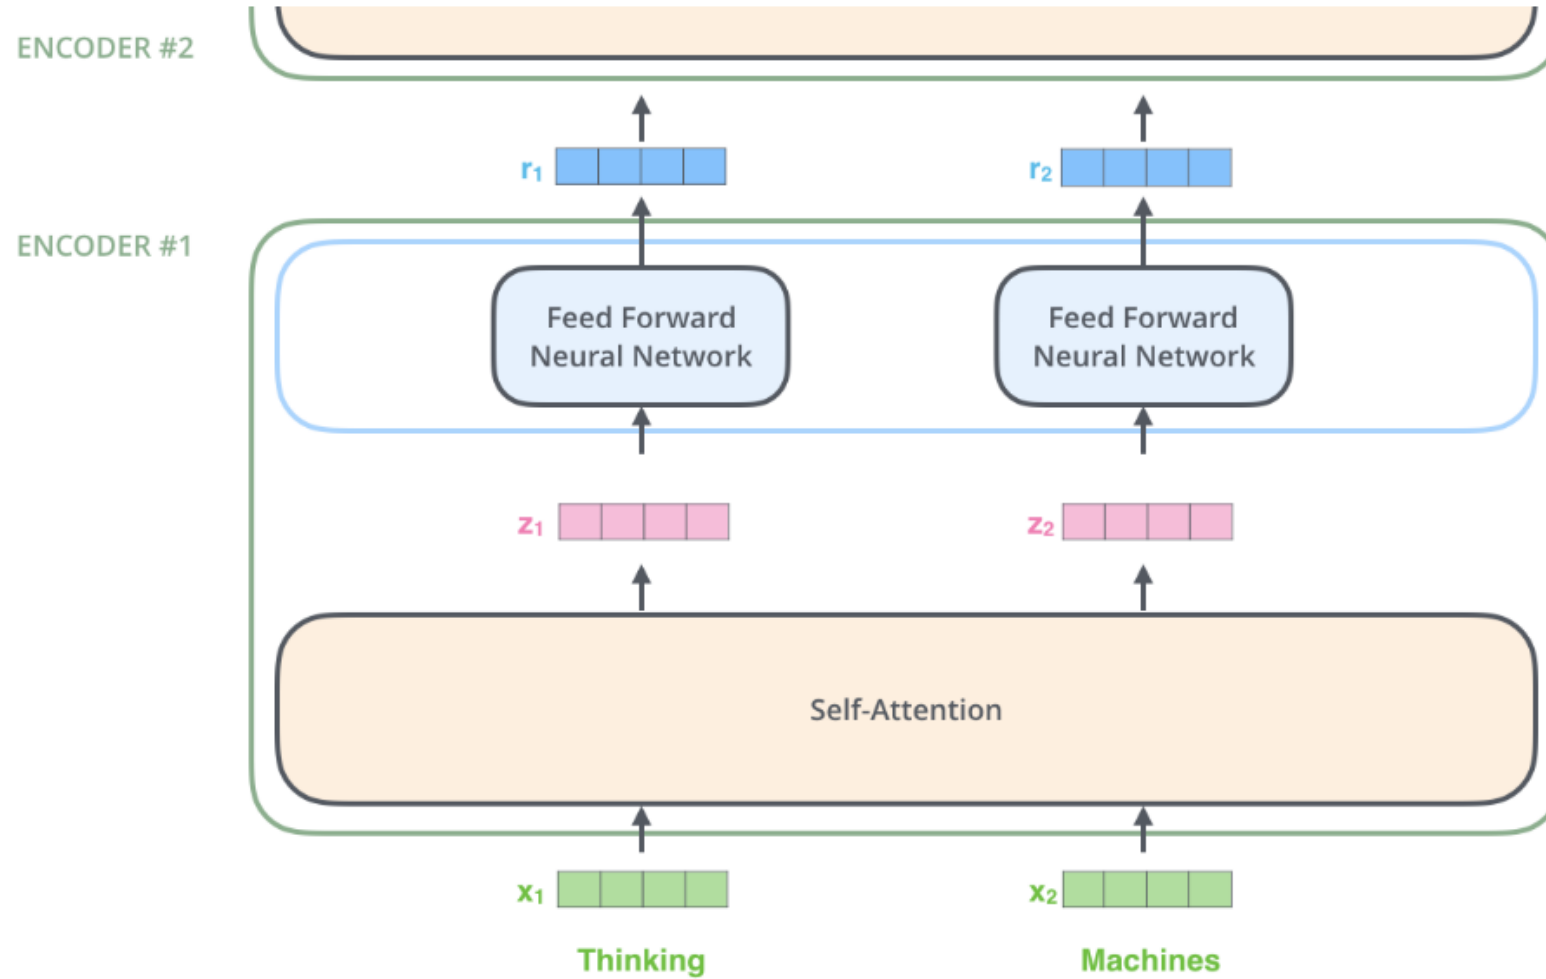 ENCODER #2
r1
r2
ENCODER #1
Feed Forward
Neural Network
Feed Forward
Neural Network
z1
z2
Self-Attention
x1
x2
Thinking
Machines